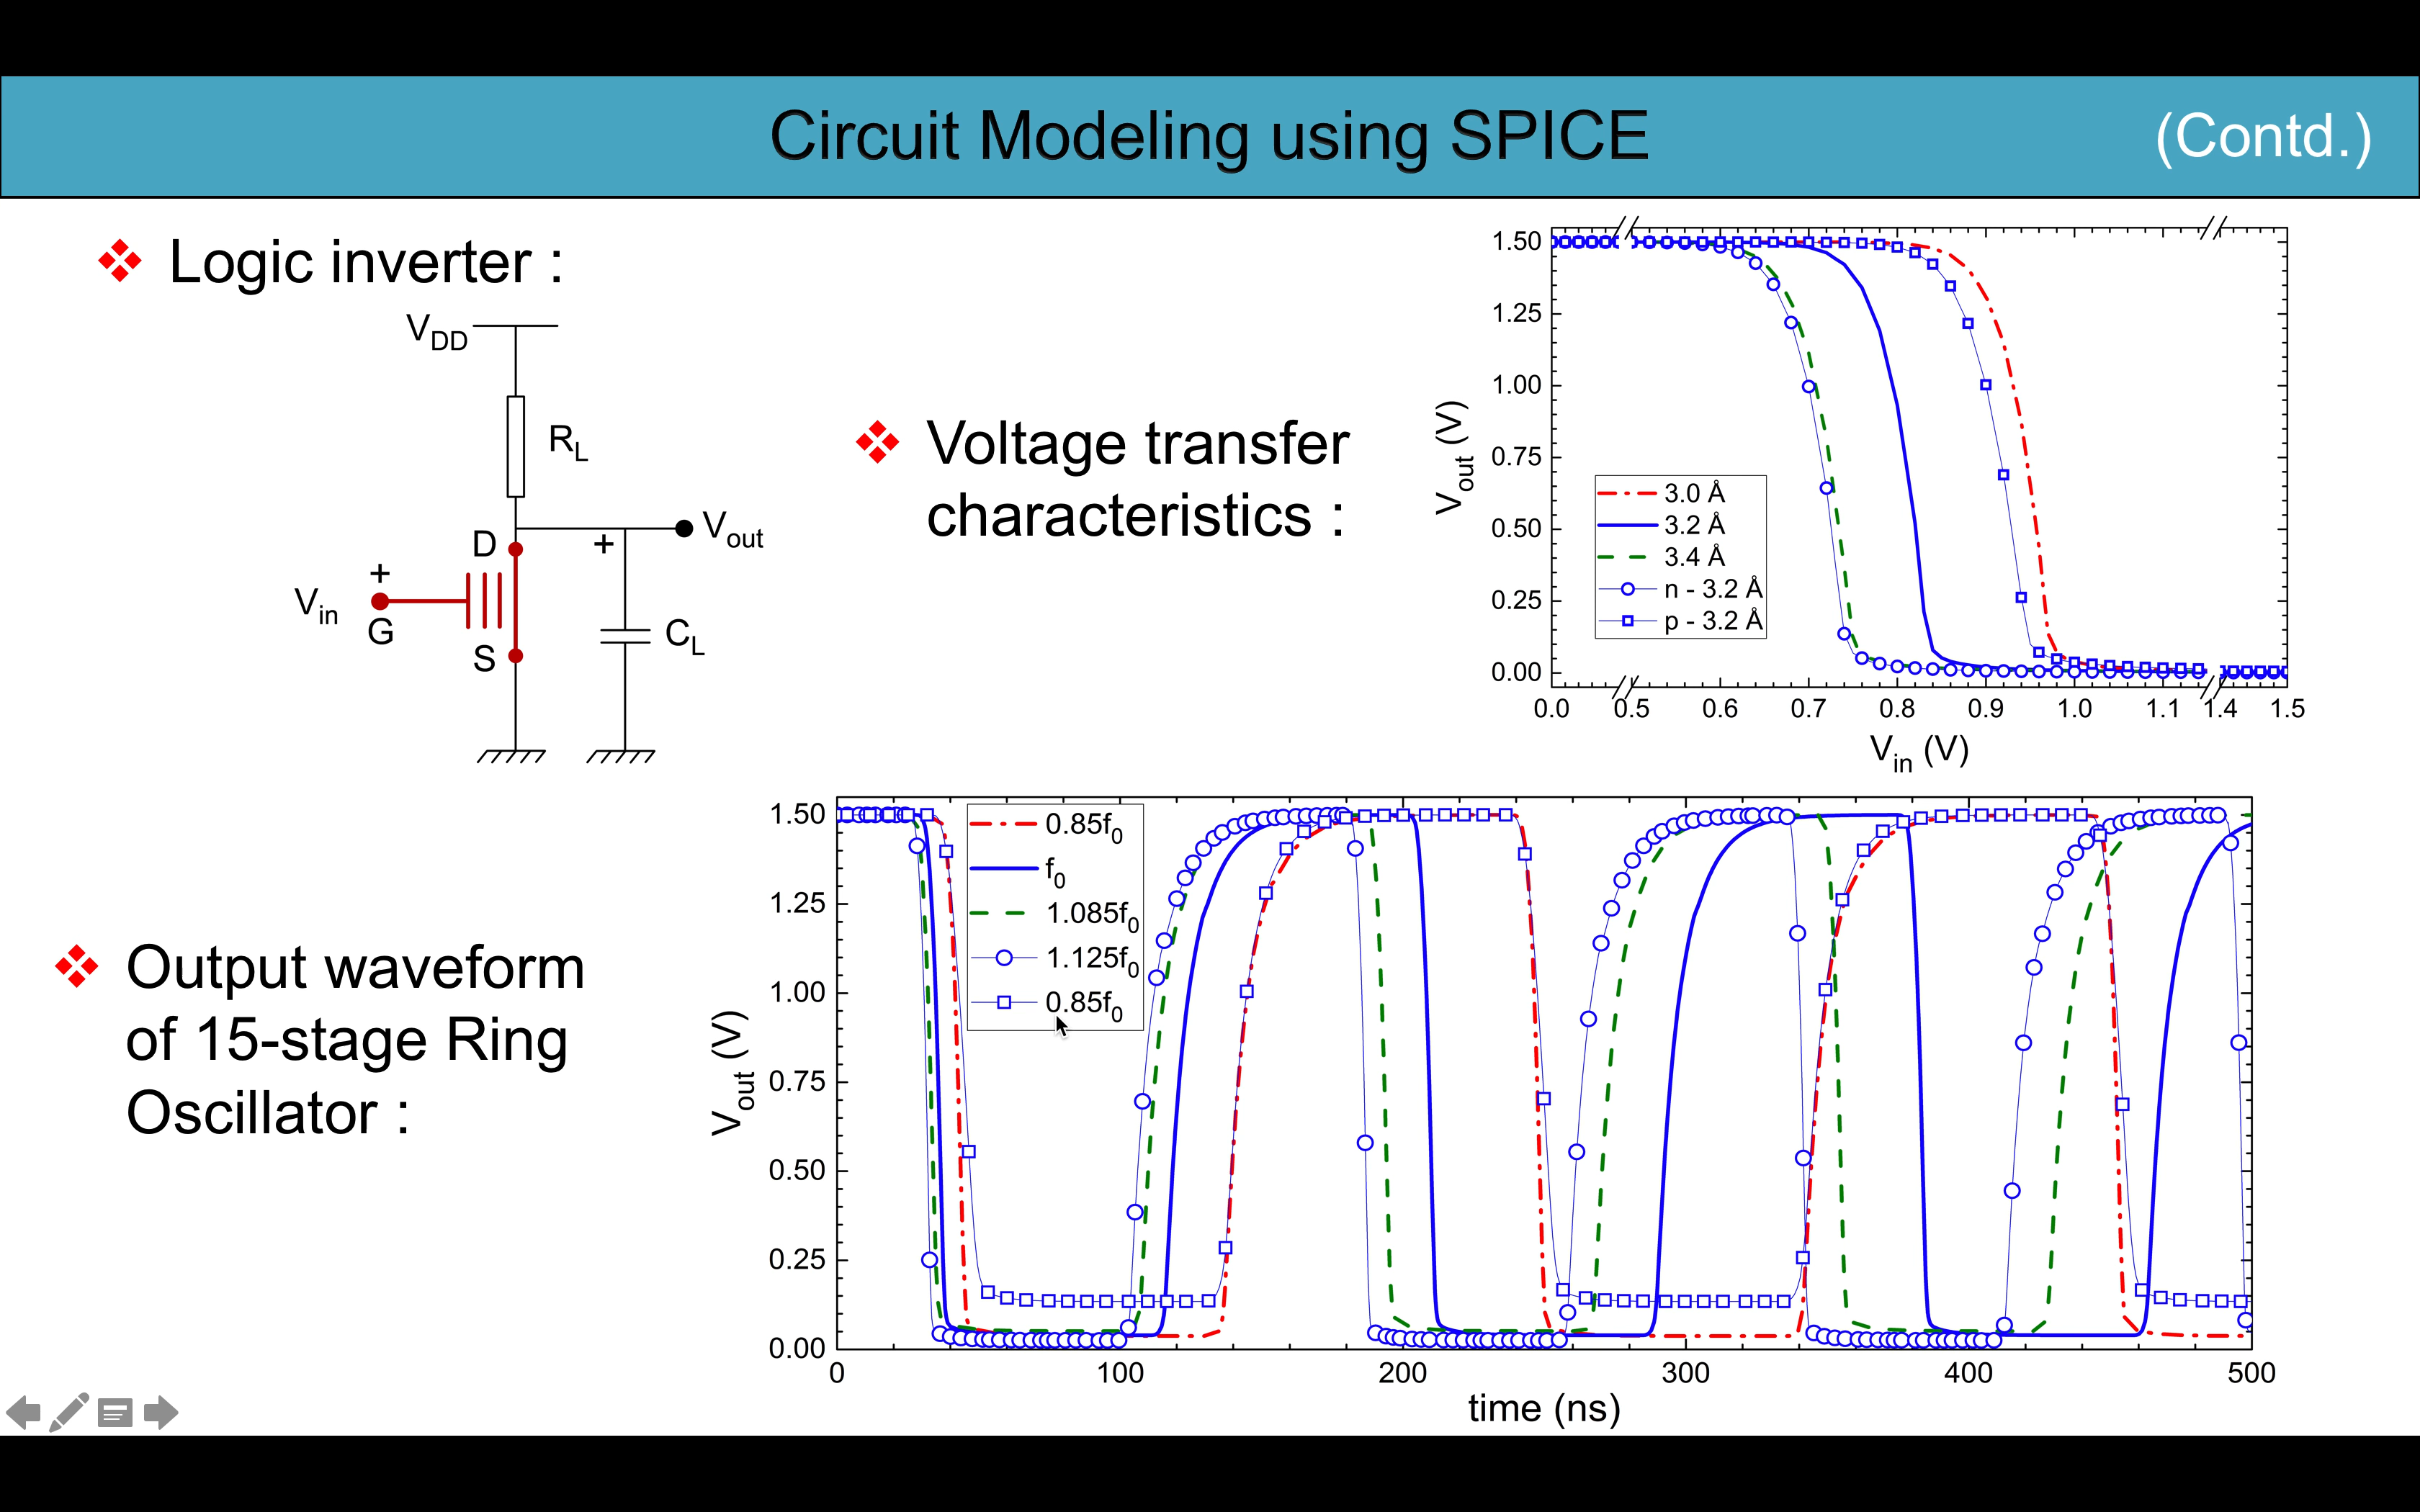 Circuit Modeling using SPICE
(Contd.)
❖ Logic inverter :
V_DD
R_L
D
+
V_out
+
V_in
G
S
C_L
❖ Voltage transfer
characteristics :
1.50
1.25
1.00
0.75
0.50
0.25
0.00
V_out (V)
3.0 Å
3.2 Å
3.4 Å
n - 3.2 Å
p - 3.2 Å
0.0 0.5 0.6 0.7 0.8 0.9 1.0 1.1 1.4 1.5
V_in (V)
❖ Output waveform
of 15-stage Ring
Oscillator :
1.50
1.25
1.00
0.75
0.50
0.25
0.00
V_out (V)
0.85f_0
f_0
1.085f_0
1.125f_0
0.85f_0
0 100 200 300 400 500
time (ns)